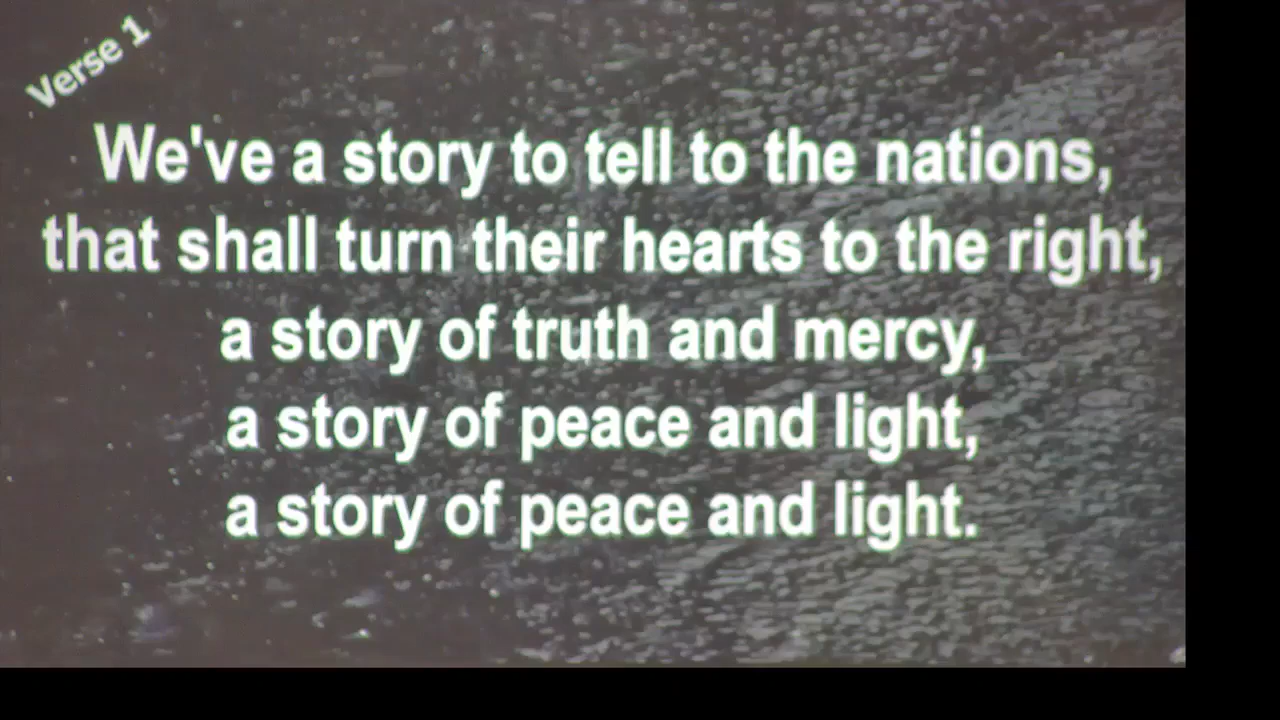 Verse 1
We've a story to tell to the nations,
that shall turn their hearts to the right,
a story of truth and mercy,
a story of peace and light,
a story of peace and light.